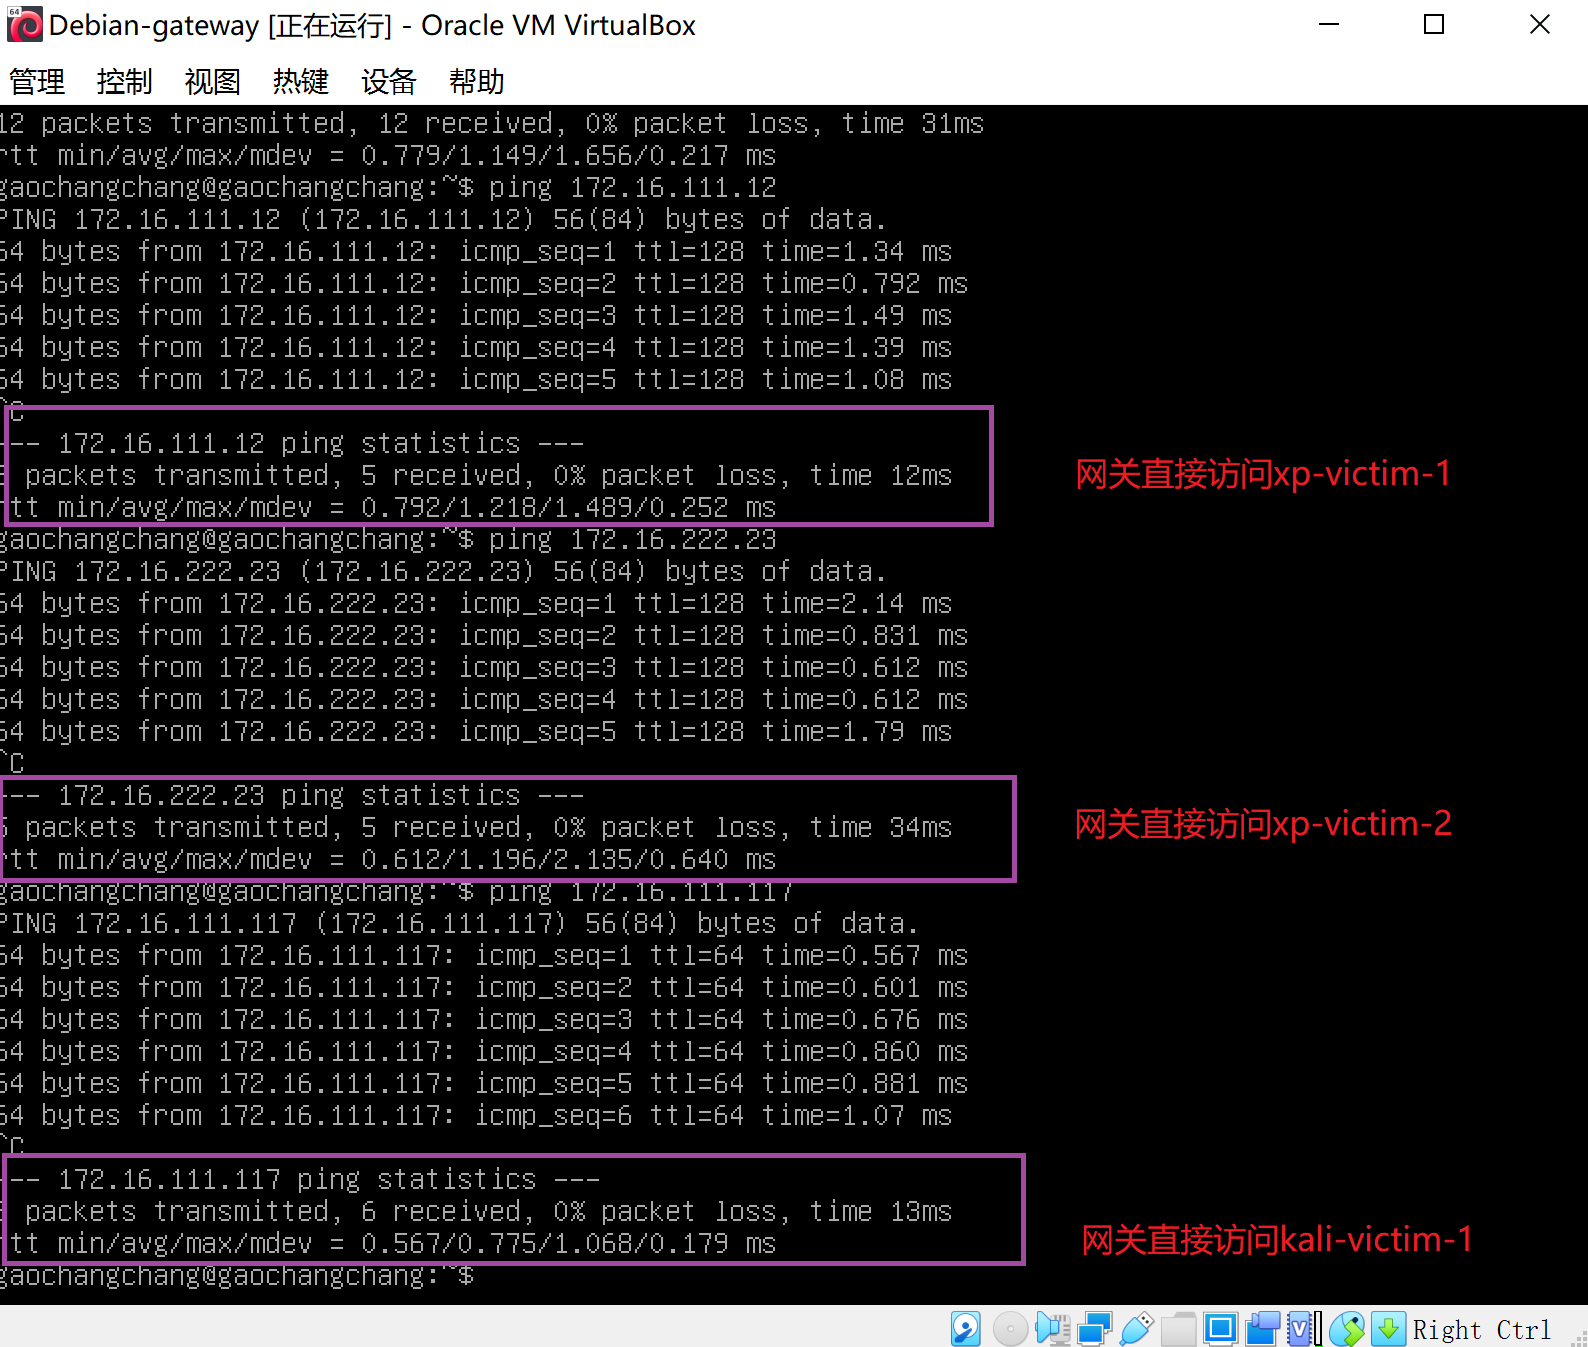 64
Debian-gateway [正在运行] - Oracle VM VirtualBox
管理 控制 视图 热键 设备 帮助
12 packets transmitted, 12 received, 0% packet loss, time 31ms
rtt min/avg/max/mdev = 0.779/1.149/1.656/0.217 ms
gaochangchang@gaochangchang:~$ ping 172.16.111.12
PING 172.16.111.12 (172.16.111.12) 56(84) bytes of data.
64 bytes from 172.16.111.12: icmp_seq=1 ttl=128 time=1.34 ms
64 bytes from 172.16.111.12: icmp_seq=2 ttl=128 time=0.792 ms
64 bytes from 172.16.111.12: icmp_seq=3 ttl=128 time=1.49 ms
64 bytes from 172.16.111.12: icmp_seq=4 ttl=128 time=1.39 ms
64 bytes from 172.16.111.12: icmp_seq=5 ttl=128 time=1.08 ms
^C
--- 172.16.111.12 ping statistics ---
5 packets transmitted, 5 received, 0% packet loss, time 12ms
rtt min/avg/max/mdev = 0.792/1.218/1.489/0.252 ms
网关直接访问xp-victim-1
gaochangchang@gaochangchang:~$ ping 172.16.222.23
PING 172.16.222.23 (172.16.222.23) 56(84) bytes of data.
64 bytes from 172.16.222.23: icmp_seq=1 ttl=128 time=2.14 ms
64 bytes from 172.16.222.23: icmp_seq=2 ttl=128 time=0.831 ms
64 bytes from 172.16.222.23: icmp_seq=3 ttl=128 time=0.612 ms
64 bytes from 172.16.222.23: icmp_seq=4 ttl=128 time=0.612 ms
64 bytes from 172.16.222.23: icmp_seq=5 ttl=128 time=1.79 ms
^C
--- 172.16.222.23 ping statistics ---
5 packets transmitted, 5 received, 0% packet loss, time 34ms
rtt min/avg/max/mdev = 0.612/1.196/2.135/0.640 ms
网关直接访问xp-victim-2
gaochangchang@gaochangchang:~$ ping 172.16.111.117
PING 172.16.111.117 (172.16.111.117) 56(84) bytes of data.
64 bytes from 172.16.111.117: icmp_seq=1 ttl=64 time=0.567 ms
64 bytes from 172.16.111.117: icmp_seq=2 ttl=64 time=0.601 ms
64 bytes from 172.16.111.117: icmp_seq=3 ttl=64 time=0.676 ms
64 bytes from 172.16.111.117: icmp_seq=4 ttl=64 time=0.860 ms
64 bytes from 172.16.111.117: icmp_seq=5 ttl=64 time=0.881 ms
64 bytes from 172.16.111.117: icmp_seq=6 ttl=64 time=1.07 ms
^C
--- 172.16.111.117 ping statistics ---
6 packets transmitted, 6 received, 0% packet loss, time 13ms
rtt min/avg/max/mdev = 0.567/0.775/1.068/0.179 ms
网关直接访问kali-victim-1
gaochangchang@gaochangchang:~$
Right Ctrl